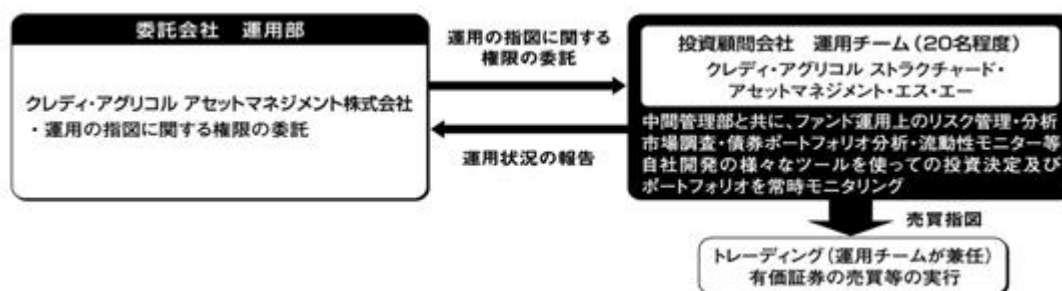 委託会社 運用部
クレディ・アグリコル アセットマネジメント株式会社
・運用の指図に関する権限の委託
運用の指図に関する
権限の委託
運用状況の報告
投資顧問会社 運用チーム(20名程度)
クレディ・アグリコル ストラクチャード・
アセットマネジメント・エス・エー
中間管理部と共に、ファンド運用上のリスク管理・分析
市場調査・債券ポートフォリオ分析・流動性モニター等
自社開発の様々なツールを使っての投資決定及び
ポートフォリオを常時モニタリング
売買指図
トレーディング(運用チームが兼任)
有価証券の売買等の実行